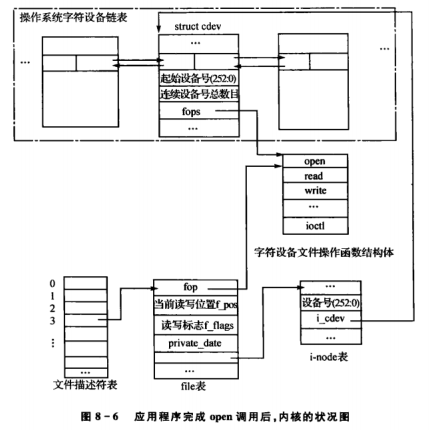 操作系统字符设备链表
struct cdev
…
…
…
起始设备号(252:0)
连续设备号总数目
fops
…
open
read
write
…
ioctl
字符设备文件操作函数结构体
0
1
2
3
⋮
…
文件描述符表
fop
当前读写位置f_pos
读写标志f_flags
private_date
…
file表
…
设备号(252:0)
i_cdev
…
i-node表
图 8-6 应用程序完成 open 调用后,内核的状况图